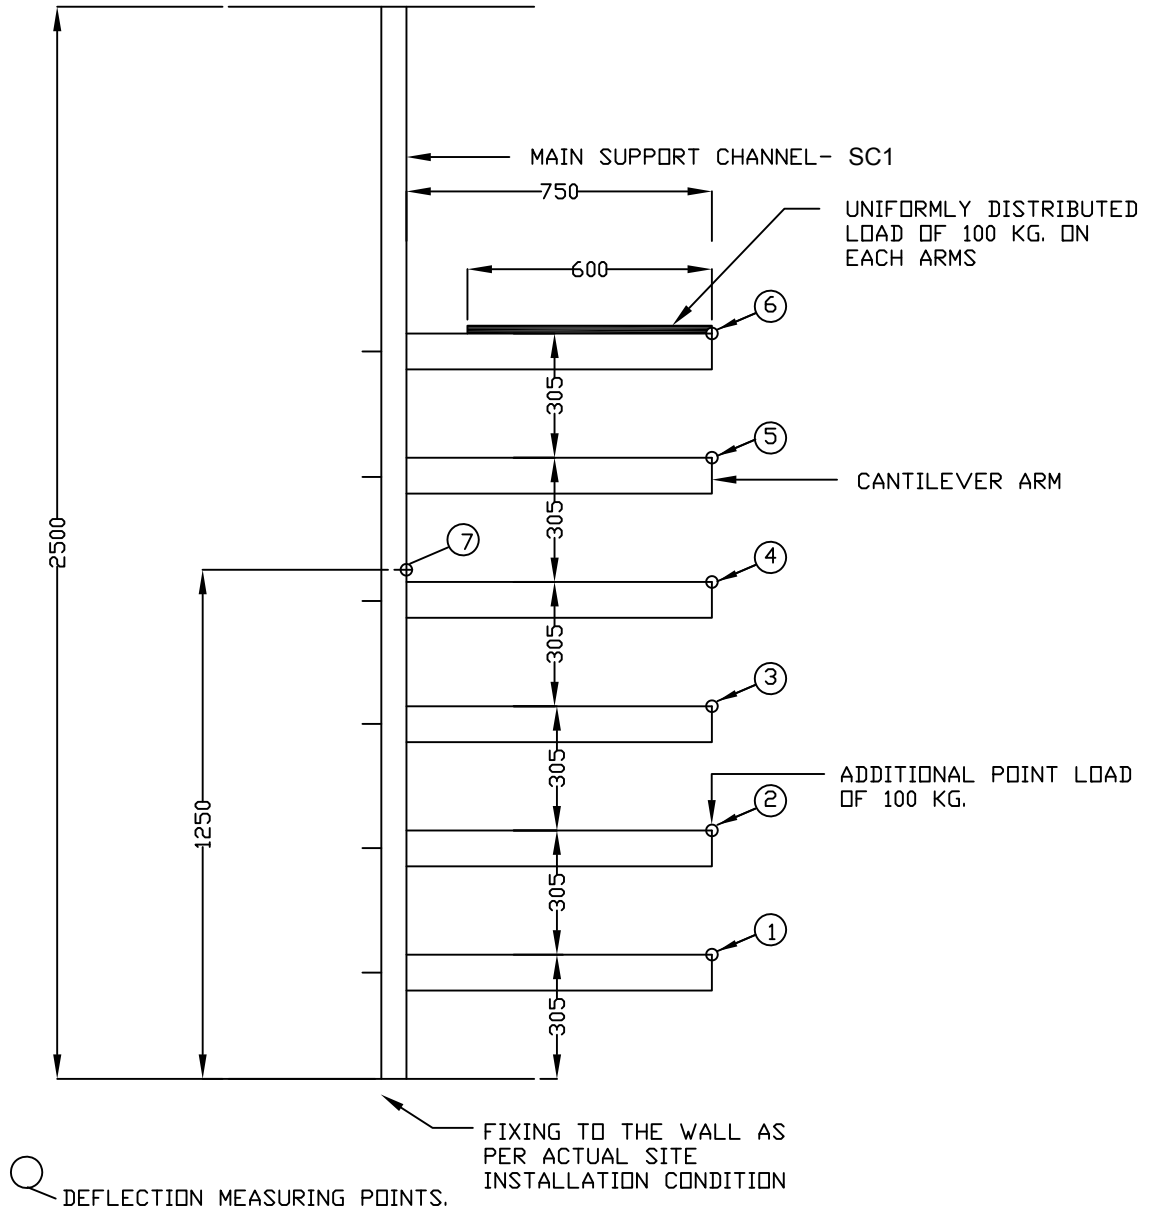 MAIN SUPPORT CHANNEL- SC1
750
UNIFORMLY DISTRIBUTED
LOAD OF 100 KG. ON
EACH ARMS
600
6
305
5
CANTILEVER ARM
305
2500
7
4
305
3
305
ADDITIONAL POINT LOAD
OF 100 KG.
2
1250
305
1
305
FIXING TO THE WALL AS
PER ACTUAL SITE
INSTALLATION CONDITION
DEFLECTION MEASURING POINTS.